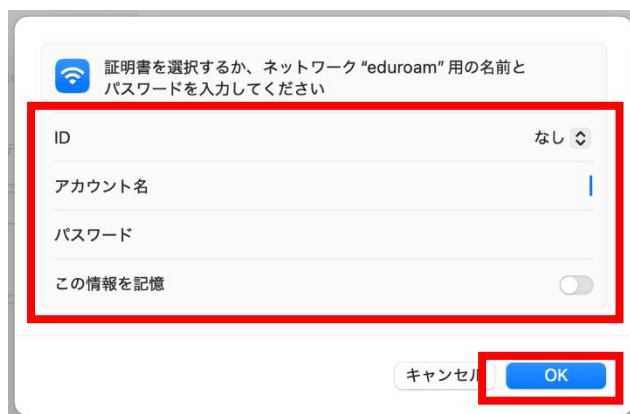 証明書を選択するか、ネットワーク “eduroam” 用の名前と
パスワードを入力してください
ID なし
アカウント名
パスワード
この情報を記憶
キャンセル OK